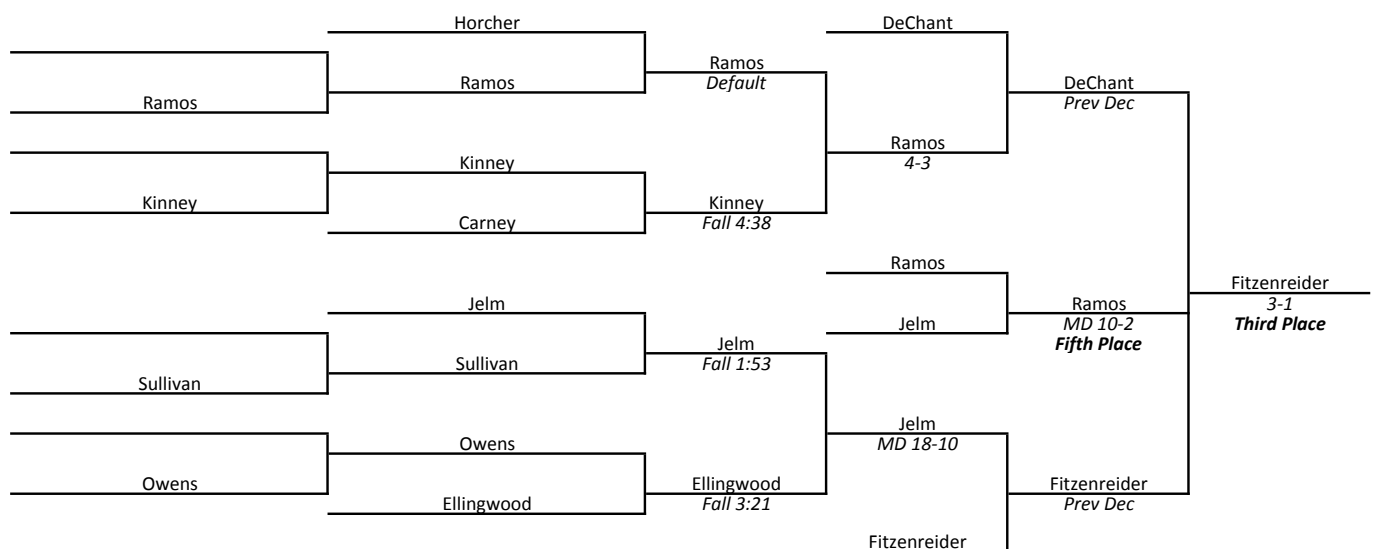 Horcher
DeChant
Ramos
Default
Ramos
DeChant
Prev Dec
Ramos
Ramos
4-3
Kinney
Kinney
Kinney
Fall 4:38
Carney
Ramos
Fitzenreider
3-1
Third Place
Jelm
Ramos
MD 10-2
Fifth Place
Jelm
Jelm
Fall 1:53
Sullivan
Sullivan
Jelm
MD 18-10
Owens
Owens
Ellingwood
Fall 3:21
Fitzenreider
Prev Dec
Ellingwood
Fitzenreider